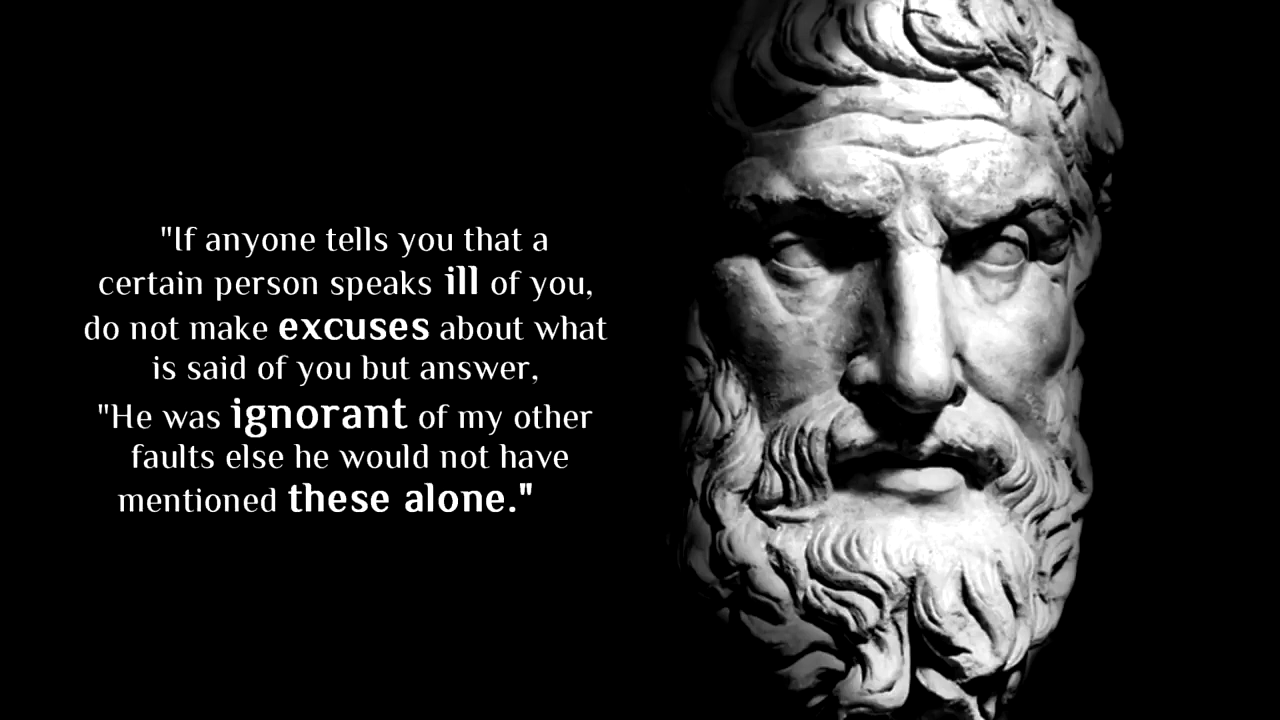 "If anyone tells you that a
certain person speaks ill of you,
do not make excuses about what
is said of you but answer,
"He was ignorant of my other
faults else he would not have
mentioned these alone."